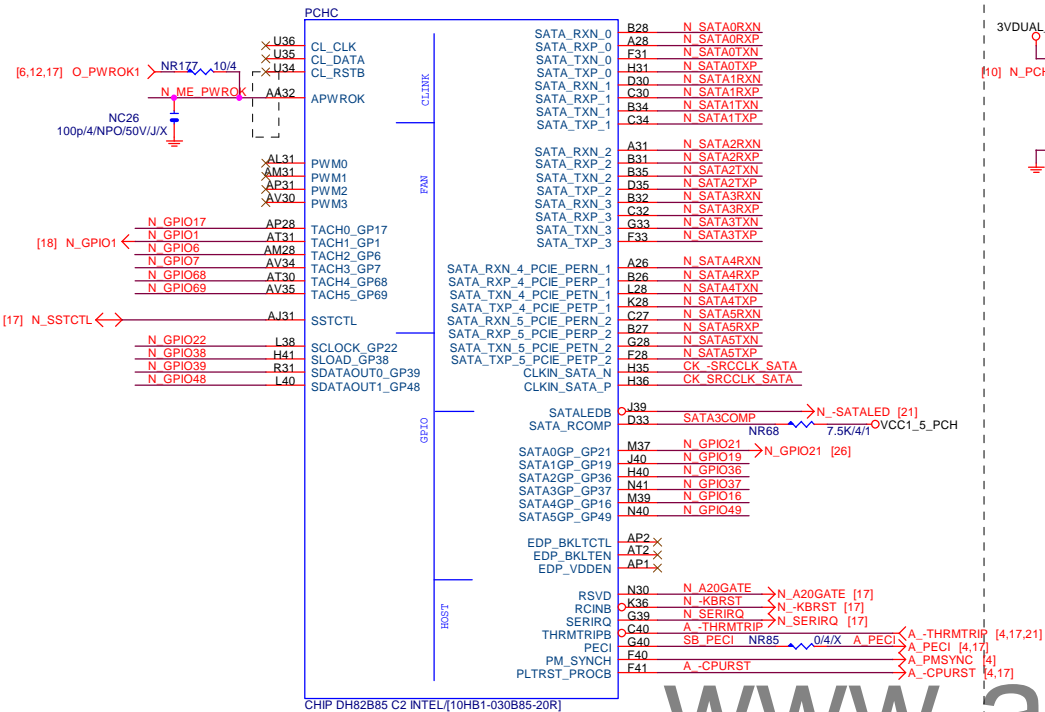 PCHC
U36 CL_CLK
U35 CL_DATA
U34 CL_RSTB
[6,12,17] O_PWROK1 NR177 10/4
N_ME_PWROK AA32 APWROK
NC26
100p/4/NPO/50V/J/X
CLINK
AL31 PWM0
AM31 PWM1
AP31 PWM2
AV30 PWM3
FAN
N_GPIO17 AP28 TACH0_GP17
[18] N_GPIO1 N_GPIO1 AT31 TACH1_GP1
N_GPIO6 AM28 TACH2_GP6
N_GPIO7 AV34 TACH3_GP7
N_GPIO68 AT30 TACH4_GP68
N_GPIO69 AV35 TACH5_GP69
[17] N_SSTCTL AJ31 SSTCTL
N_GPIO22 L38 SCLOCK_GP22
N_GPIO38 H41 SLOAD_GP38
N_GPIO39 R31 SDATAOUT0_GP39
N_GPIO48 L40 SDATAOUT1_GP48
GPIO
HOST
SATA_RXN_0 B28 N_SATA0RXN
SATA_RXP_0 A28 N_SATA0RXP
SATA_TXN_0 F31 N_SATA0TXN
SATA_TXP_0 H31 N_SATA0TXP
SATA_RXN_1 D30 N_SATA1RXN
SATA_RXP_1 C30 N_SATA1RXP
SATA_TXN_1 B34 N_SATA1TXN
SATA_TXP_1 C34 N_SATA1TXP
SATA_RXN_2 A31 N_SATA2RXN
SATA_RXP_2 B31 N_SATA2RXP
SATA_TXN_2 B35 N_SATA2TXN
SATA_TXP_2 D35 N_SATA2TXP
SATA_RXN_3 B32 N_SATA3RXN
SATA_RXP_3 C32 N_SATA3RXP
SATA_TXN_3 G33 N_SATA3TXN
SATA_TXP_3 F33 N_SATA3TXP
SATA_RXN_4_PCIE_PERN_1 A26 N_SATA4RXN
SATA_RXP_4_PCIE_PERP_1 B26 N_SATA4RXP
SATA_TXN_4_PCIE_PETN_1 L28 N_SATA4TXN
SATA_TXP_4_PCIE_PETP_1 K28 N_SATA4TXP
SATA_RXN_5_PCIE_PERN_2 C27 N_SATA5RXN
SATA_RXP_5_PCIE_PERP_2 B27 N_SATA5RXP
SATA_TXN_5_PCIE_PETN_2 G28 N_SATA5TXN
SATA_TXP_5_PCIE_PETP_2 F28 N_SATA5TXP
CLKIN_SATA_N H35 CK_-SRCCLK_SATA
CLKIN_SATA_P H36 CK_SRCCLK_SATA
SATALEDB J39 N_-SATALED [21]
SATA_RCOMP D33 SATA3COMP NR68 7.5K/4/1 VCC1_5_PCH
SATA0GP_GP21 M37 N_GPIO21 N_GPIO21 [26]
SATA1GP_GP19 J40 N_GPIO19
SATA2GP_GP36 H40 N_GPIO36
SATA3GP_GP37 N41 N_GPIO37
SATA4GP_GP16 M39 N_GPIO16
SATA5GP_GP49 N40 N_GPIO49
EDP_BKLTCTL AP2
EDP_BKLTEN AT2
EDP_VDDEN AP1
RSVD N30 N_A20GATE N_A20GATE [17]
RCINB K36 N_-KBRST N_-KBRST [17]
SERIRQ G39 N_SERIRQ N_SERIRQ [17]
THRMTRIPB C40 A_-THRMTRIP A_-THRMTRIP [4,17,21]
PECI G40 SB_PECI NR85 0/4/X A_PECI A_PECI [4,17]
PM_SYNCH F40 A_PMSYNC [4]
PLTRST_PROCB F41 A_-CPURST A_-CPURST [4,17]
CHIP DH82B85 C2 INTEL/[10HB1-030B85-20R]
3VDUAL
[10] N_PCH
www.a